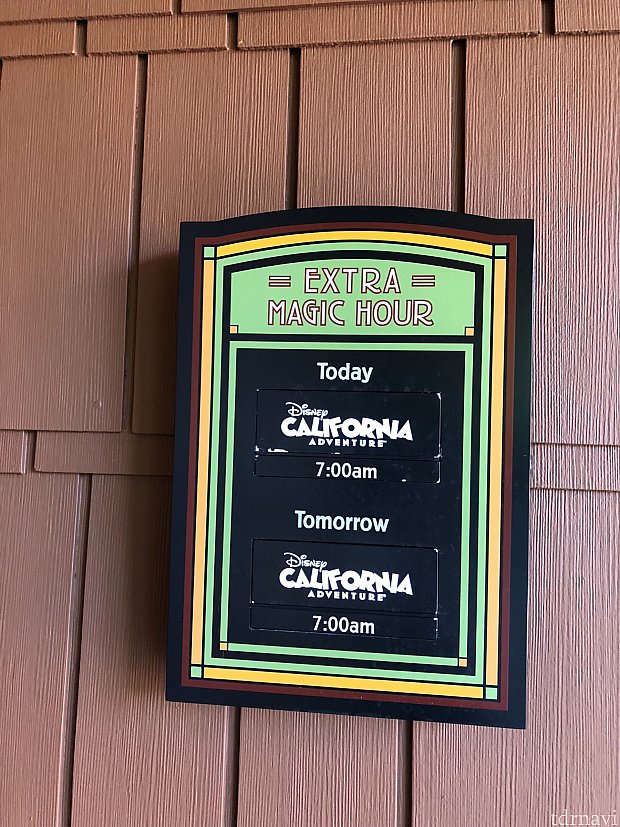 EXTRA
MAGIC HOUR
Today
Disney
CALIFORNIA
ADVENTURE
7:00am
Tomorrow
Disney
CALIFORNIA
ADVENTURE
7:00am
tdrnavi